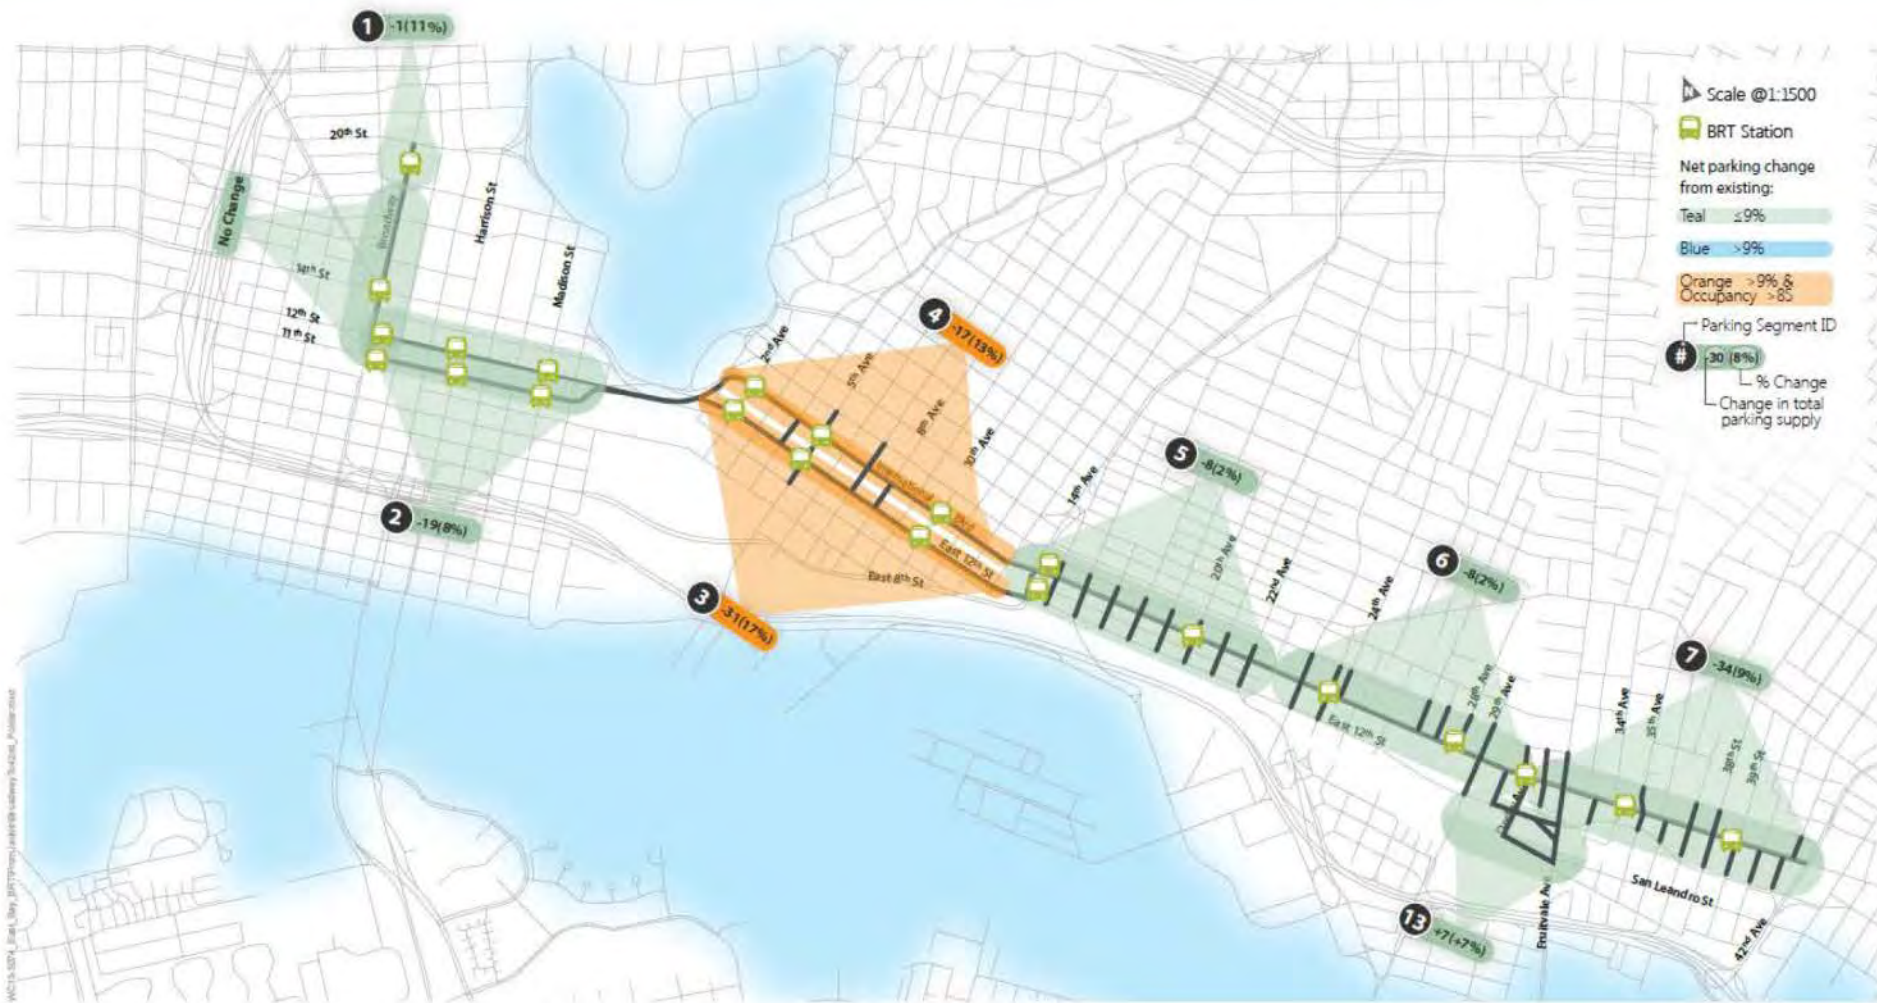 1 -1(11%)
20th St
No Change
Broadway
Harrison St
Madison St
14th St
12th St
11th St
2 -19(8%)
2nd Ave
5th Ave
8th Ave
10th Ave
4 -17(13%)
International Blvd
East 12th St
East 8th St
3 -31(17%)
14th Ave
5 -8(2%)
20th Ave
22nd Ave
24th Ave
6 -8(2%)
28th Ave
29th Ave
East 12th St
7 -34(9%)
34th Ave
35th Ave
38th St
39th St
San Leandro St
42nd Ave
Fruitvale Ave
13 +7(+7%)
Scale @1:1500
BRT Station
Net parking change
from existing:
Teal ≤9%
Blue >9%
Orange >9% &
Occupancy >85
Parking Segment ID
# -30 (8%)
% Change
Change in total
parking supply